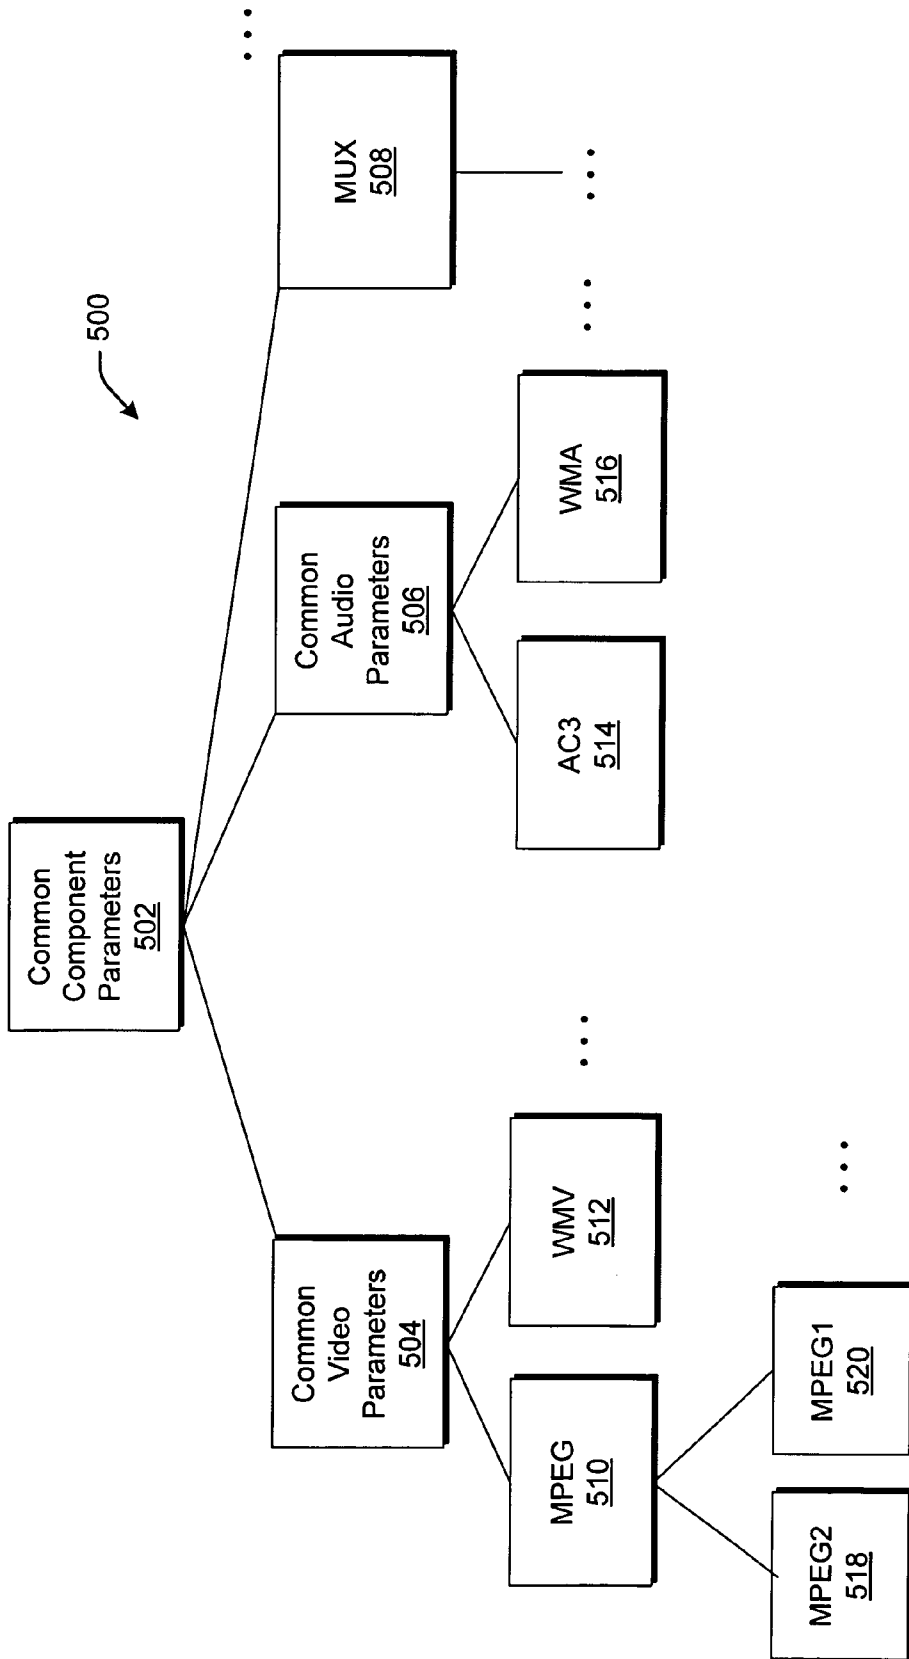 500
Common
Component
Parameters
502
Common
Video
Parameters
504
Common
Audio
Parameters
506
MUX
508
...
MPEG
510
WMV
512
...
AC3
514
WMA
516
...
...
MPEG2
518
MPEG1
520
...